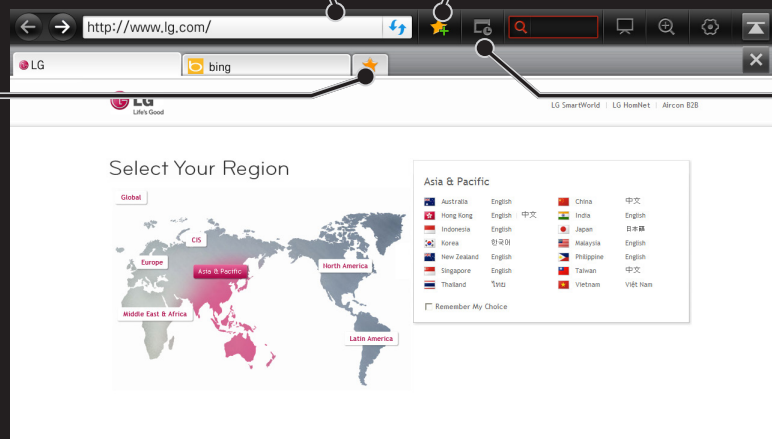 http://www.lg.com/
LG
bing
LG
Life's Good
LG SmartWorld | LG HomNet | Aircon B2B
Select Your Region
Global
CIS
Europe
Asia & Pacific
North America
Middle East & Africa
Latin America
Asia & Pacific
Australia English China 中文
Hong Kong English 中文 India English
Indonesia English Japan 日本語
Korea 한국어 Malaysia English
New Zealand English Philippine English
Singapore English Taiwan 中文
Thailand ไทย Vietnam Việt Nam
Remember My Choice